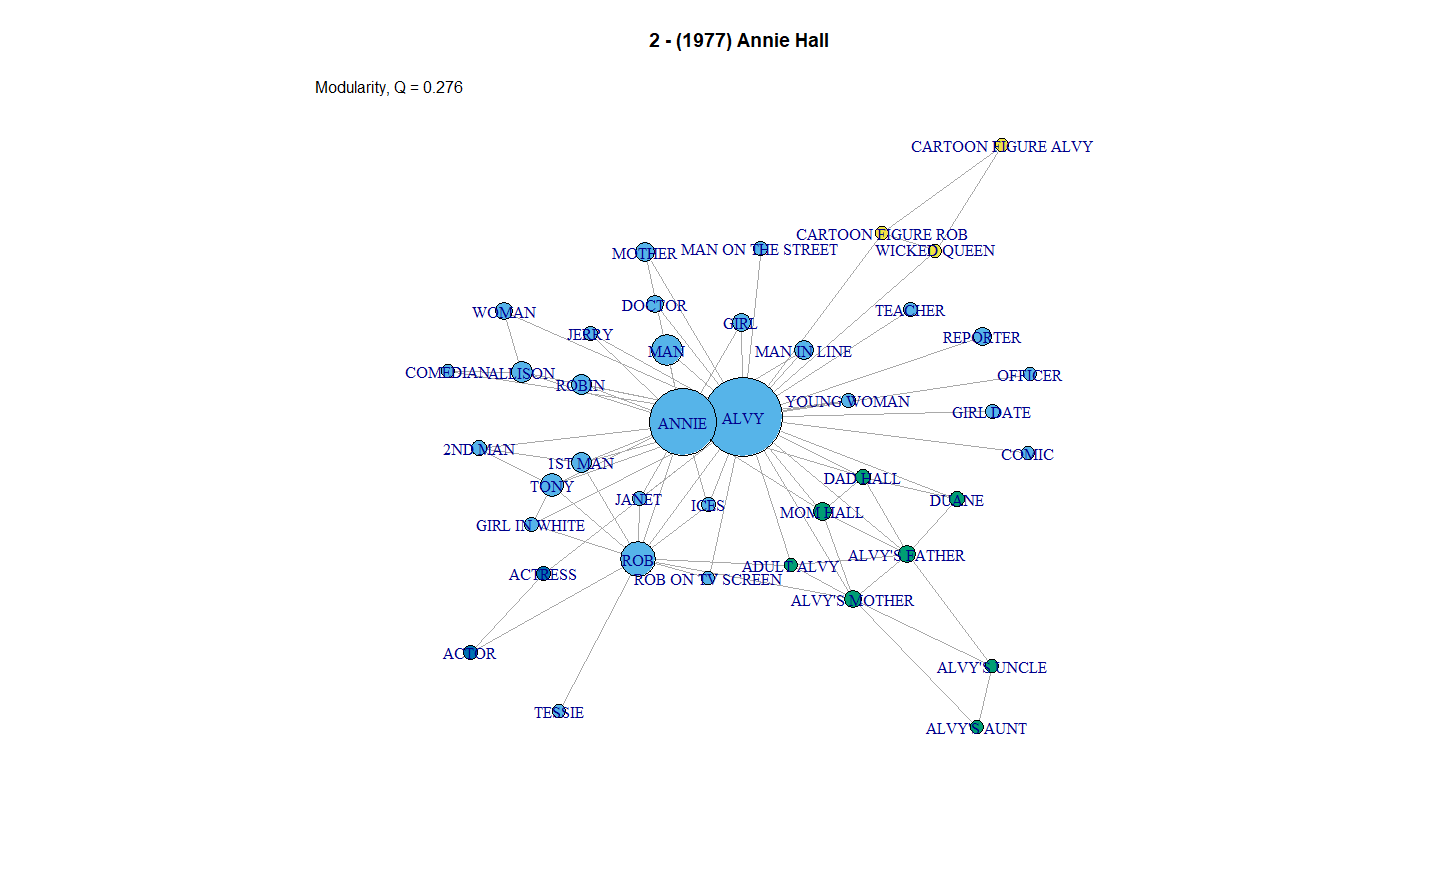 2 - (1977) Annie Hall
Modularity, Q = 0.276
CARTOON FIGURE ALVY
CARTOON FIGURE ROB
MOTHER
MAN ON THE STREET
WICKED QUEEN
DOCTOR
WOMAN
TEACHER
GIRL
JERRY
REPORTER
MAN
MAN IN LINE
COMEDIAN
ALLISON
OFFICER
ROBIN
YOUNG WOMAN
GIRL DATE
ANNIE
ALVY
2ND MAN
COMIC
1ST MAN
DAD HALL
TONY
JANET
DUANE
ICES
MOM HALL
GIRL IN WHITE
ALVY'S FATHER
ROB
ADULT ALVY
ACTRESS
ROB ON TV SCREEN
ALVY'S MOTHER
ACTOR
ALVY'S UNCLE
TESSIE
ALVY'S AUNT